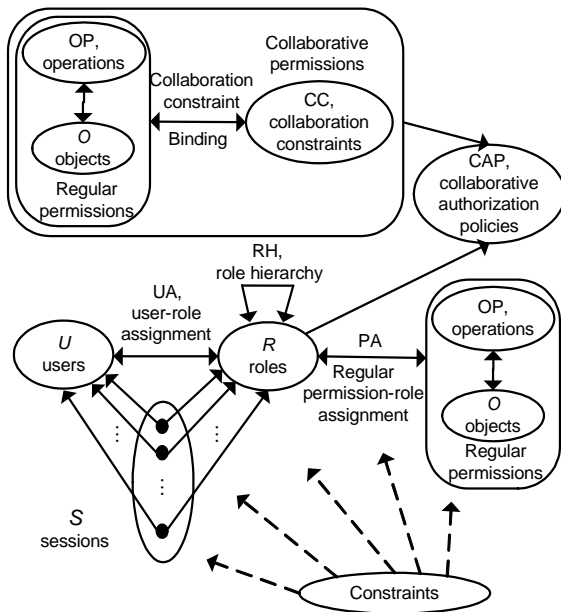 OP,
operations
O
objects
Regular
permissions
Collaboration
constraint
Binding
Collaborative
permissions
CC,
collaboration
constraints
CAP,
collaborative
authorization
policies
RH,
role hierarchy
UA,
user-role
assignment
U
users
R
roles
PA
Regular
permission-role
assignment
OP,
operations
O
objects
Regular
permissions
...
...
...
S
sessions
Constraints